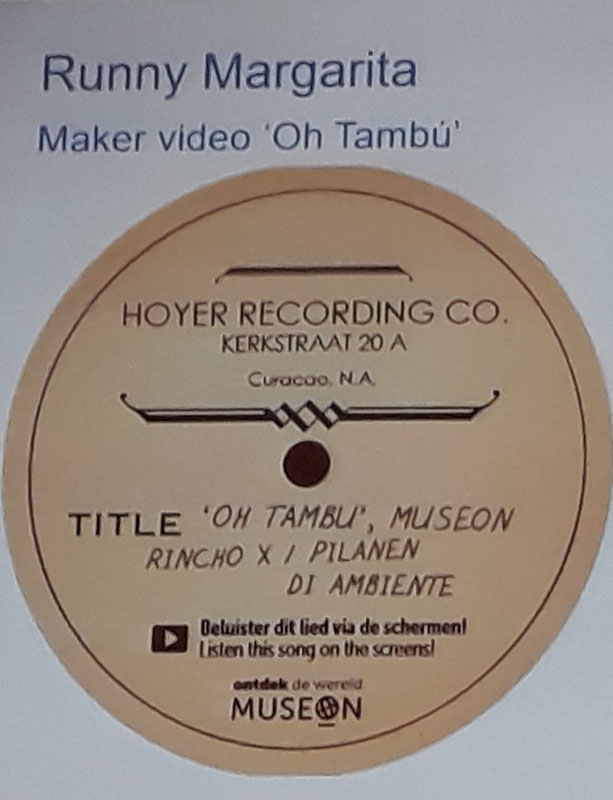 Runny Margarita
Maker video 'Oh Tambú'
HOYER RECORDING CO.
KERKSTRAAT 20 A
Curacao, N.A.
TITLE 'OH TAMBU', MUSEON
RINCHO X / PILANEN
DI AMBIENTE
Beluister dit lied via de schermen!
Listen this song on the screens!
ontdek de wereld
MUSEON